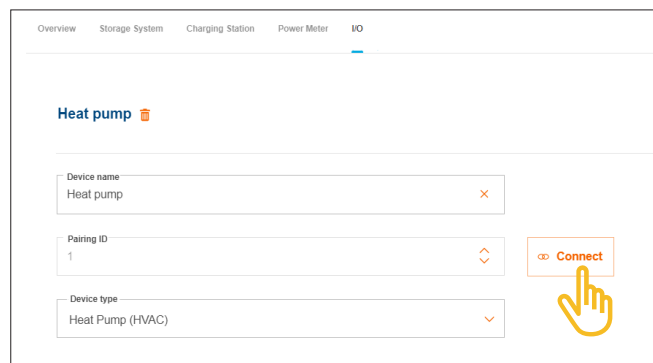 Overview Storage System Charging Station Power Meter I/O
Heat pump
Device name
Heat pump
Pairing ID
1
Connect
Device type
Heat Pump (HVAC)